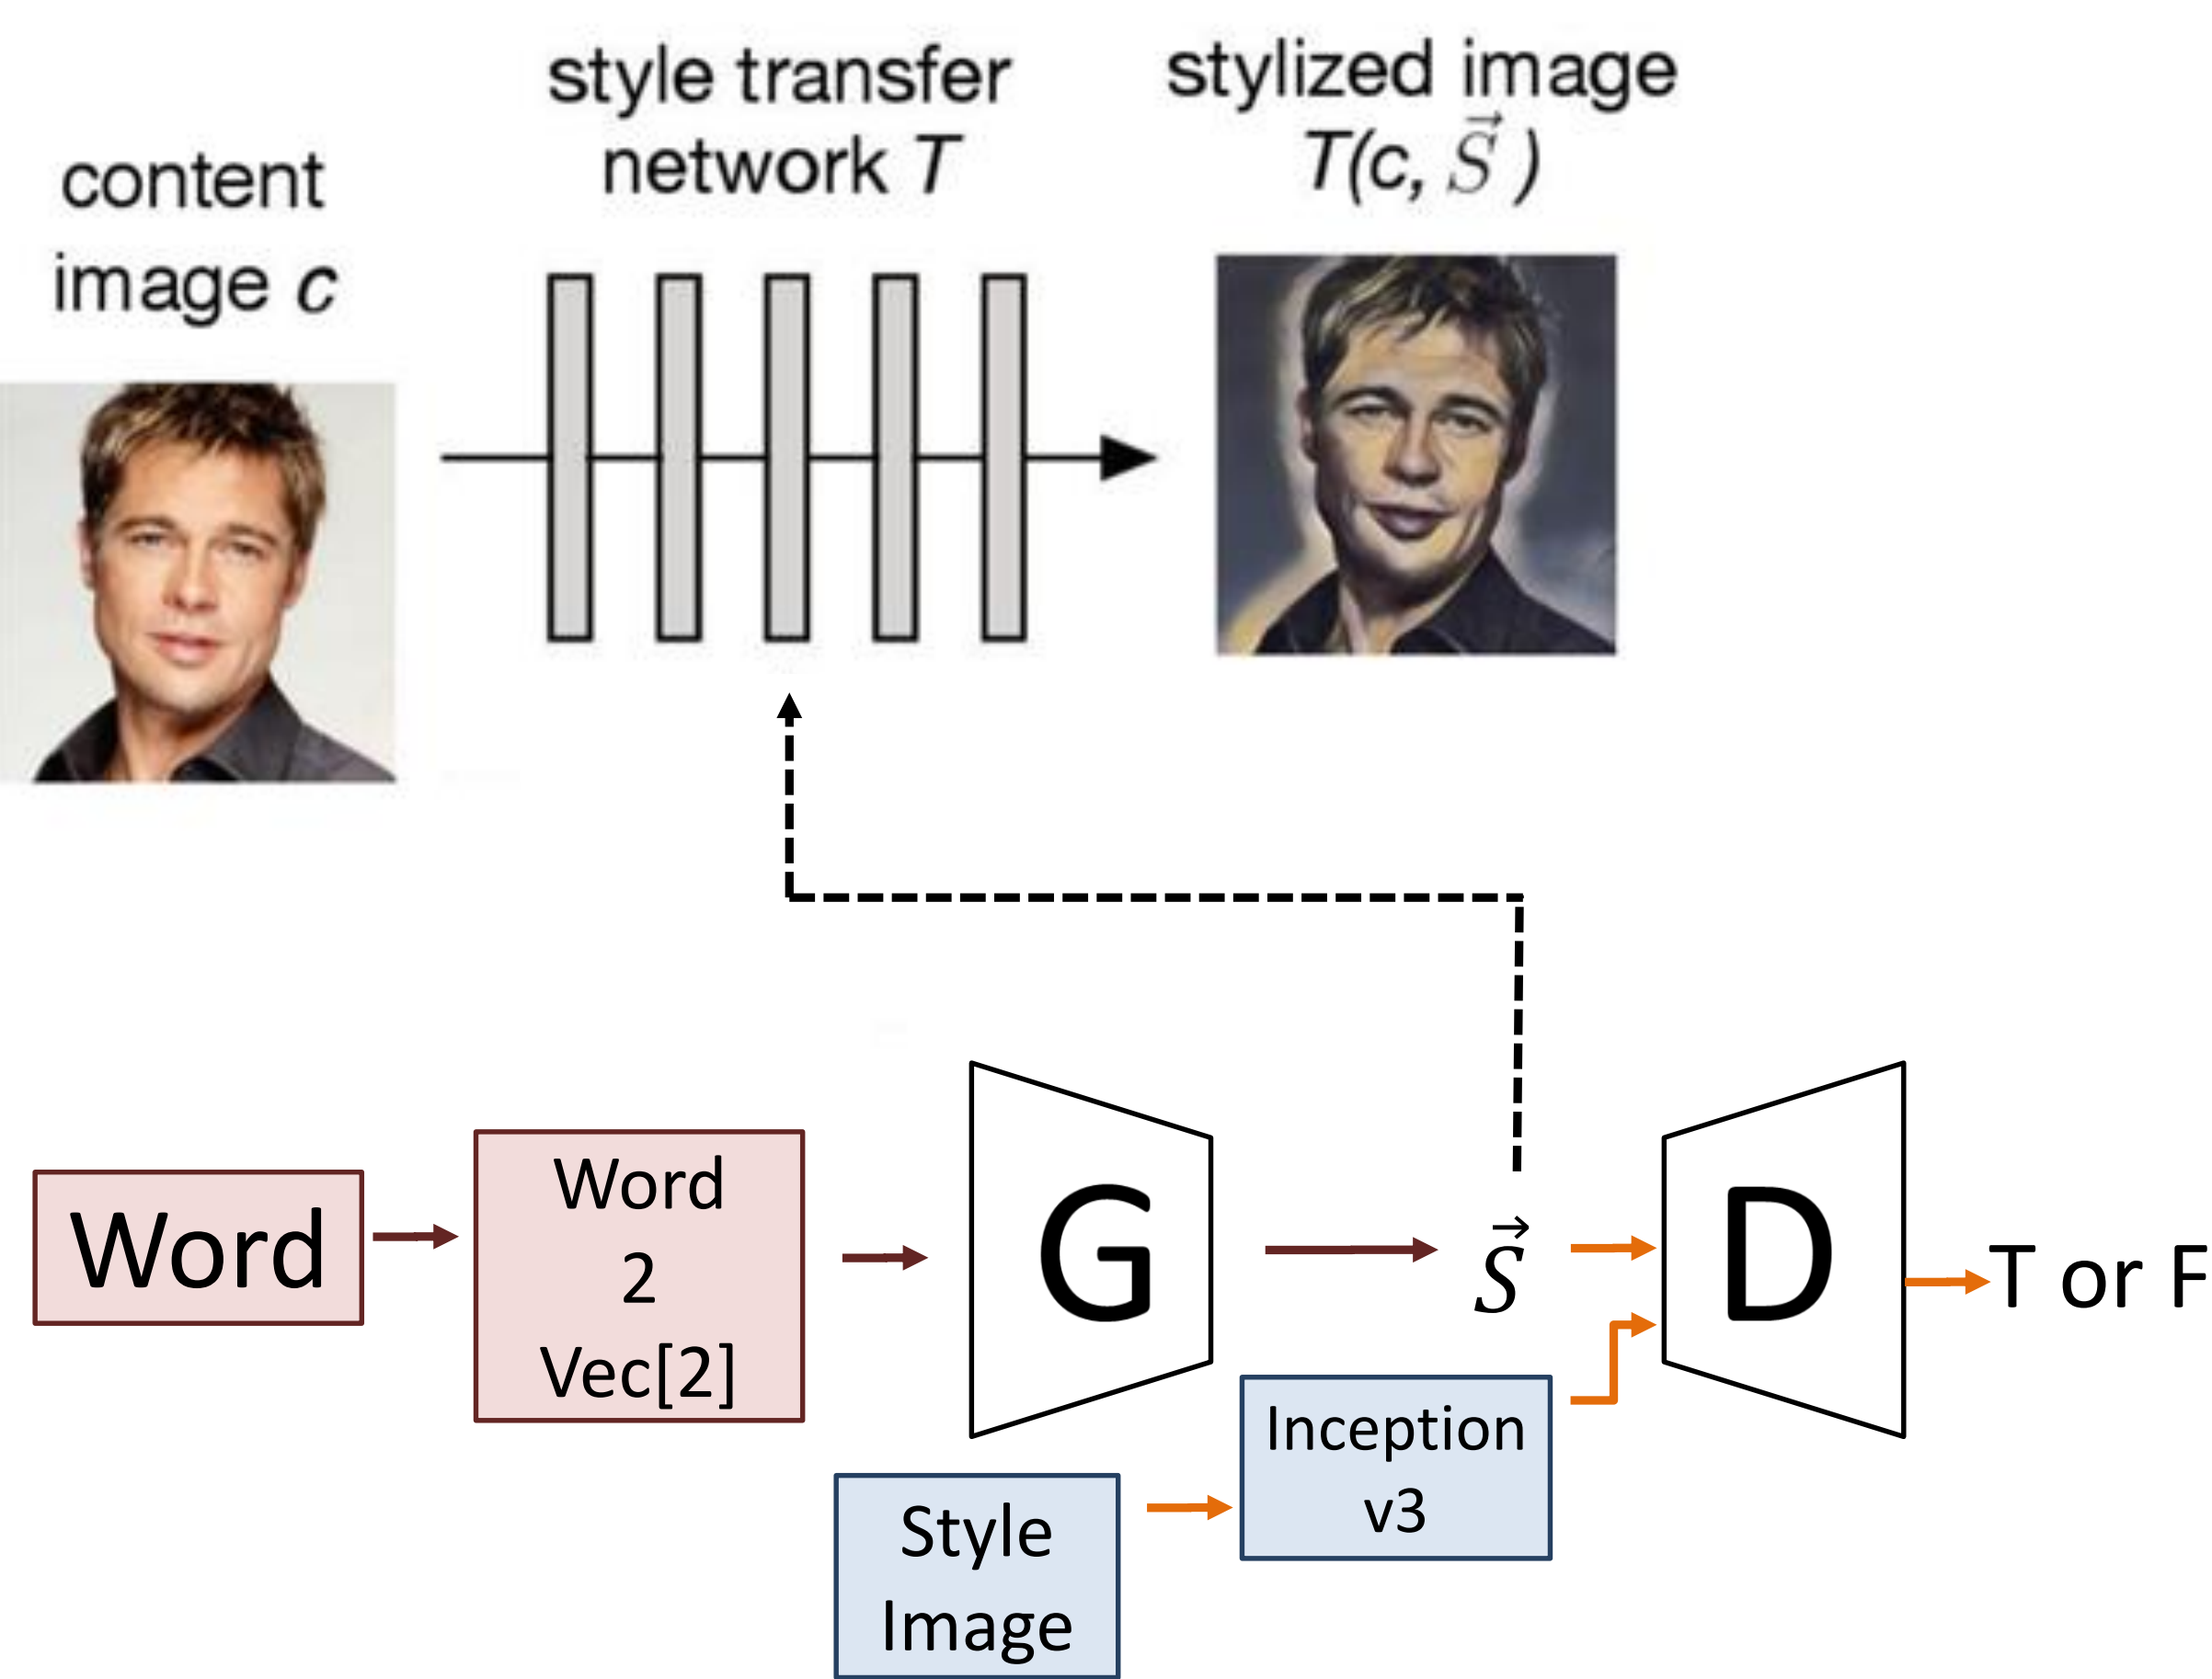 content
image c
style transfer
network T
stylized image
T(c, S⃗ )
Word
Word
2
Vec[2]
G
S⃗
D
T or F
Inception
v3
Style
Image